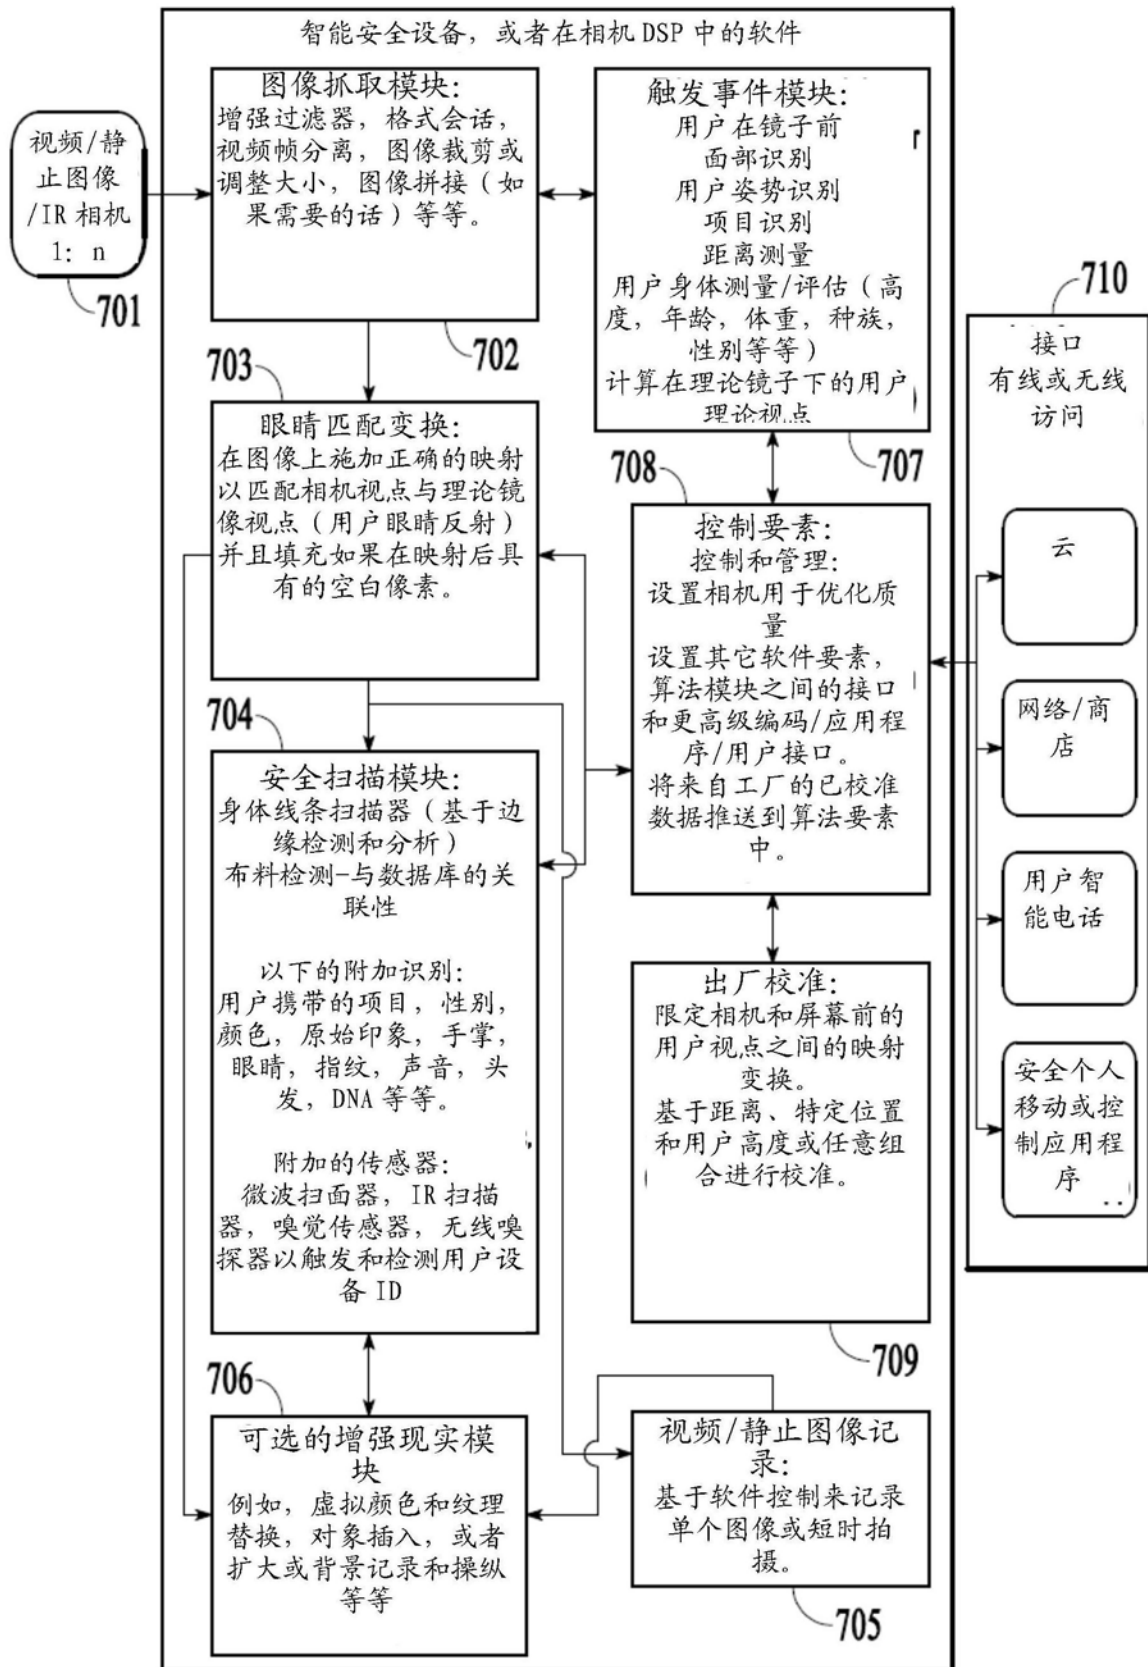 智能安全设备，或者在相机 DSP 中的软件
视频/静
止图像
/IR 相机
1：n
701
图像抓取模块：
增强过滤器，格式会话，
视频帧分离，图像裁剪或
调整大小，图像拼接（如
果需要的话）等等。
702
触发事件模块：
用户在镜子前
面部识别
用户姿势识别
项目识别
距离测量
用户身体测量/评估（高
度，年龄，体重，种族，
性别等等）
计算在理论镜子下的用户
理论视点
707
703
眼睛匹配变换：
在图像上施加正确的映射
以匹配相机视点与理论镜
像视点（用户眼睛反射）
并且填充如果在映射后具
有的空白像素。
708
控制要素：
控制和管理：
设置相机用于优化质
量
设置其它软件要素，
算法模块之间的接口
和更高级编码/应用程
序/用户接口。
将来自工厂的已校准
数据推送到算法要素
中。
704
安全扫描模块：
身体线条扫描器（基于边
缘检测和分析）
布料检测-与数据库的关
联性
以下的附加识别：
用户携带的项目，性别，
颜色，原始印象，手掌，
眼睛，指纹，声音，头
发，DNA 等等。
附加的传感器：
微波扫面器，IR 扫描
器，嗅觉传感器，无线嗅
探器以触发和检测用户设
备 ID
出厂校准：
限定相机和屏幕前的
用户视点之间的映射
变换。
基于距离、特定位置
和用户高度或任意组
合进行校准。
709
706
可选的增强现实模
块
例如，虚拟颜色和纹理
替换，对象插入，或者
扩大或背景记录和操纵
等等
视频/静止图像记
录：
基于软件控制来记录
单个图像或短时拍
摄。
705
710
接口
有线或无线
访问
云
网络/商
店
用户智
能电话
安全个人
移动或控
制应用程
序